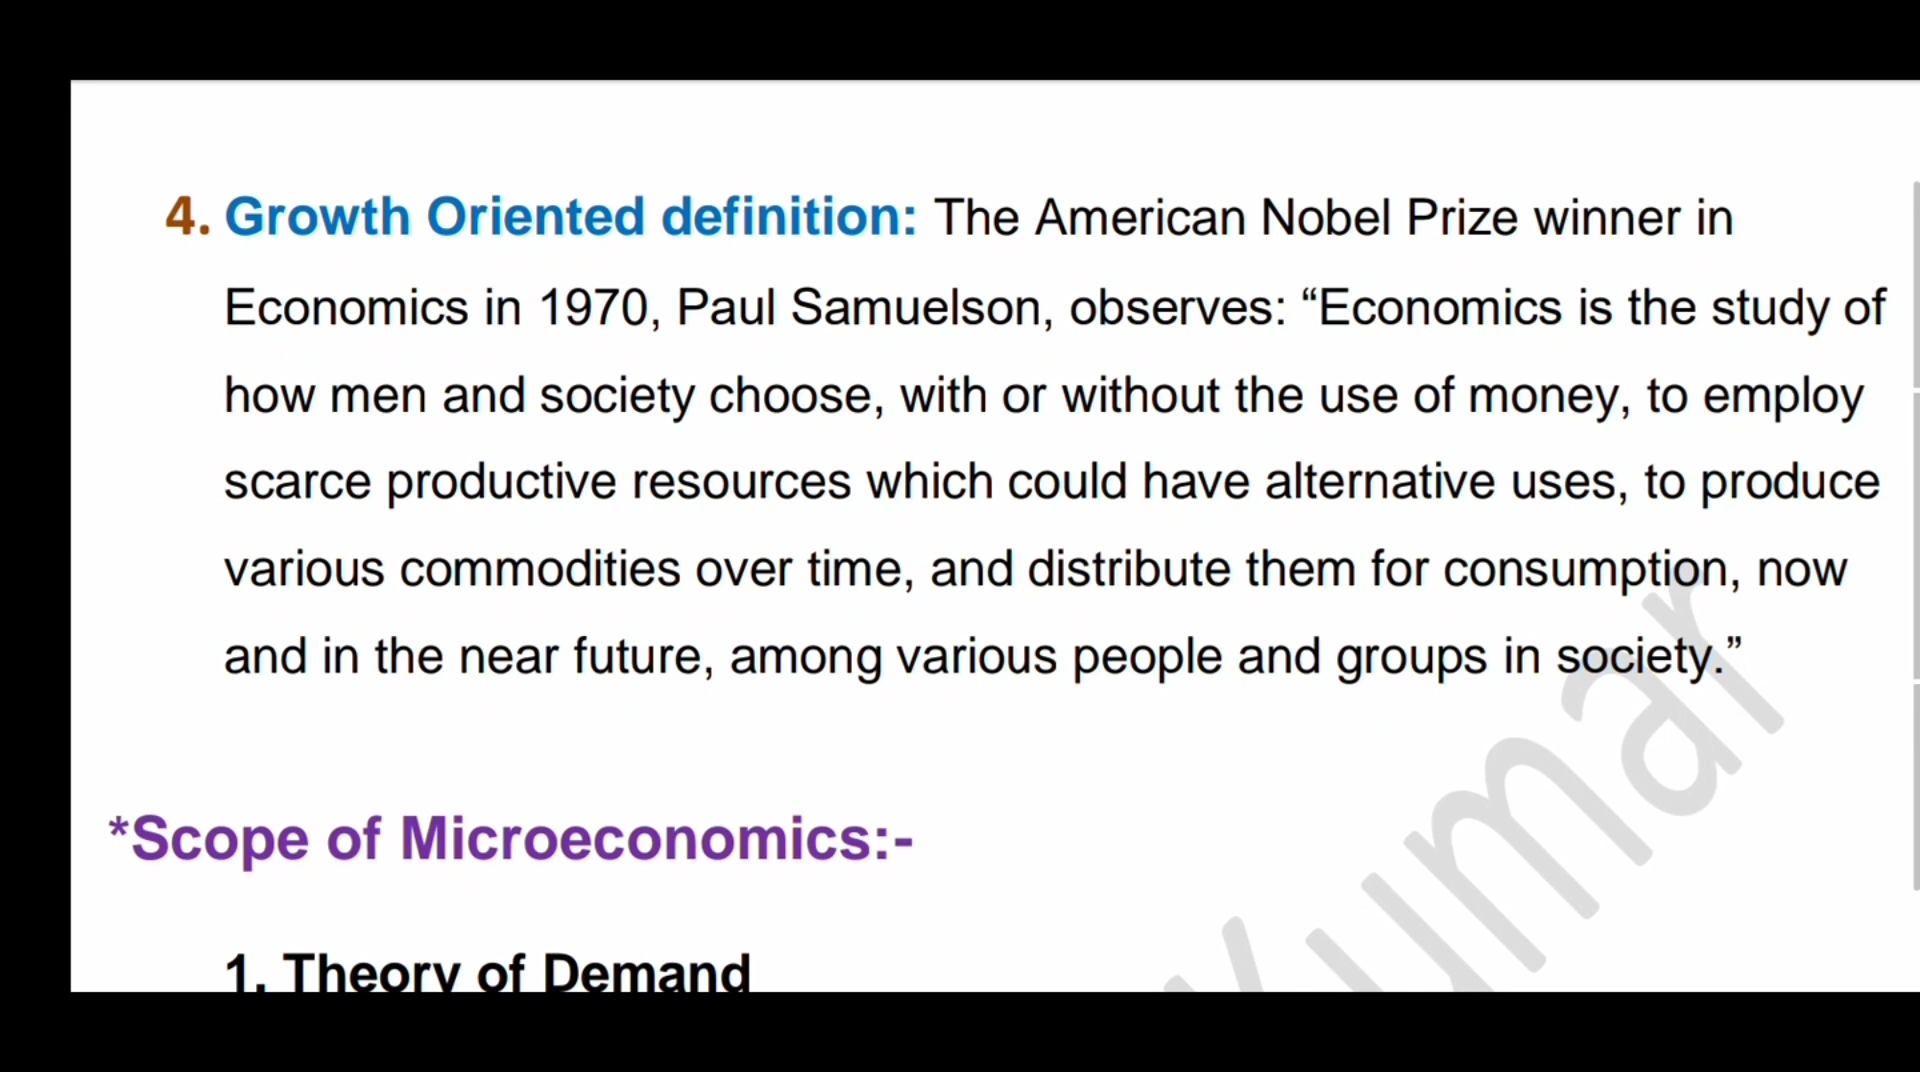 4. Growth Oriented definition: The American Nobel Prize winner in
Economics in 1970, Paul Samuelson, observes: “Economics is the study of
how men and society choose, with or without the use of money, to employ
scarce productive resources which could have alternative uses, to produce
various commodities over time, and distribute them for consumption, now
and in the near future, among various people and groups in society.”
*Scope of Microeconomics:-
1. Theory of Demand
Kumar